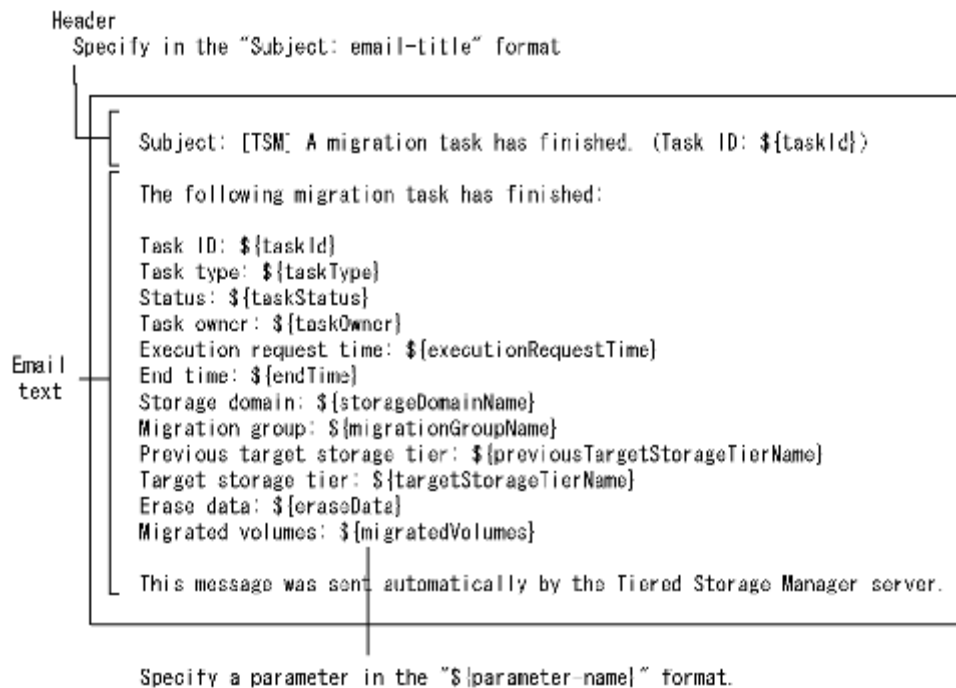 Header
Specify in the "Subject: email-title" format
Subject: [TSM] A migration task has finished. (Task ID: ${taskId})
The following migration task has finished:
Task ID: ${taskId}
Task type: ${taskType}
Status: ${taskStatus}
Task owner: ${taskOwner}
Execution request time: ${executionRequestTime}
End time: ${endTime}
Storage domain: ${storageDomainName}
Migration group: ${migrationGroupName}
Previous target storage tier: ${previousTargetStorageTierName}
Target storage tier: ${targetStorageTierName}
Erase data: ${eraseData}
Migrated volumes: ${migratedVolumes}
This message was sent automatically by the Tiered Storage Manager server.
Email
text
Specify a parameter in the "${parameter-name}" format.